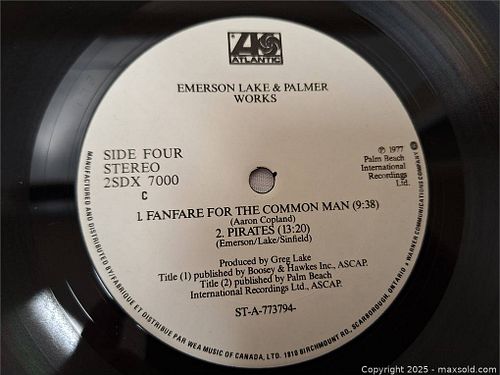 ATLANTIC
EMERSON LAKE & PALMER
WORKS
SIDE FOUR
STEREO
2SDX 7000
C
℗ 1977
Palm Beach
International
Recordings
Ltd.
1. FANFARE FOR THE COMMON MAN (9:38)
(Aaron Copland)
2. PIRATES (13:20)
(Emerson/Lake/Sinfield)
Produced by Greg Lake
Title (1) published by Boosey & Hawkes Inc., ASCAP.
Title (2) published by Palm Beach
International Recordings Ltd., ASCAP.
ST-A-773794-
MANUFACTURED AND DISTRIBUTED BY/FABRIQUE ET DISTRIBUE PAR WEA MUSIC OF CANADA, LTD. 1810 BIRCHMOUNT RD., SCARBOROUGH, ONTARIO • WARNER COMMUNICATIONS COMPANY
Copyright 2025 - maxsold.com